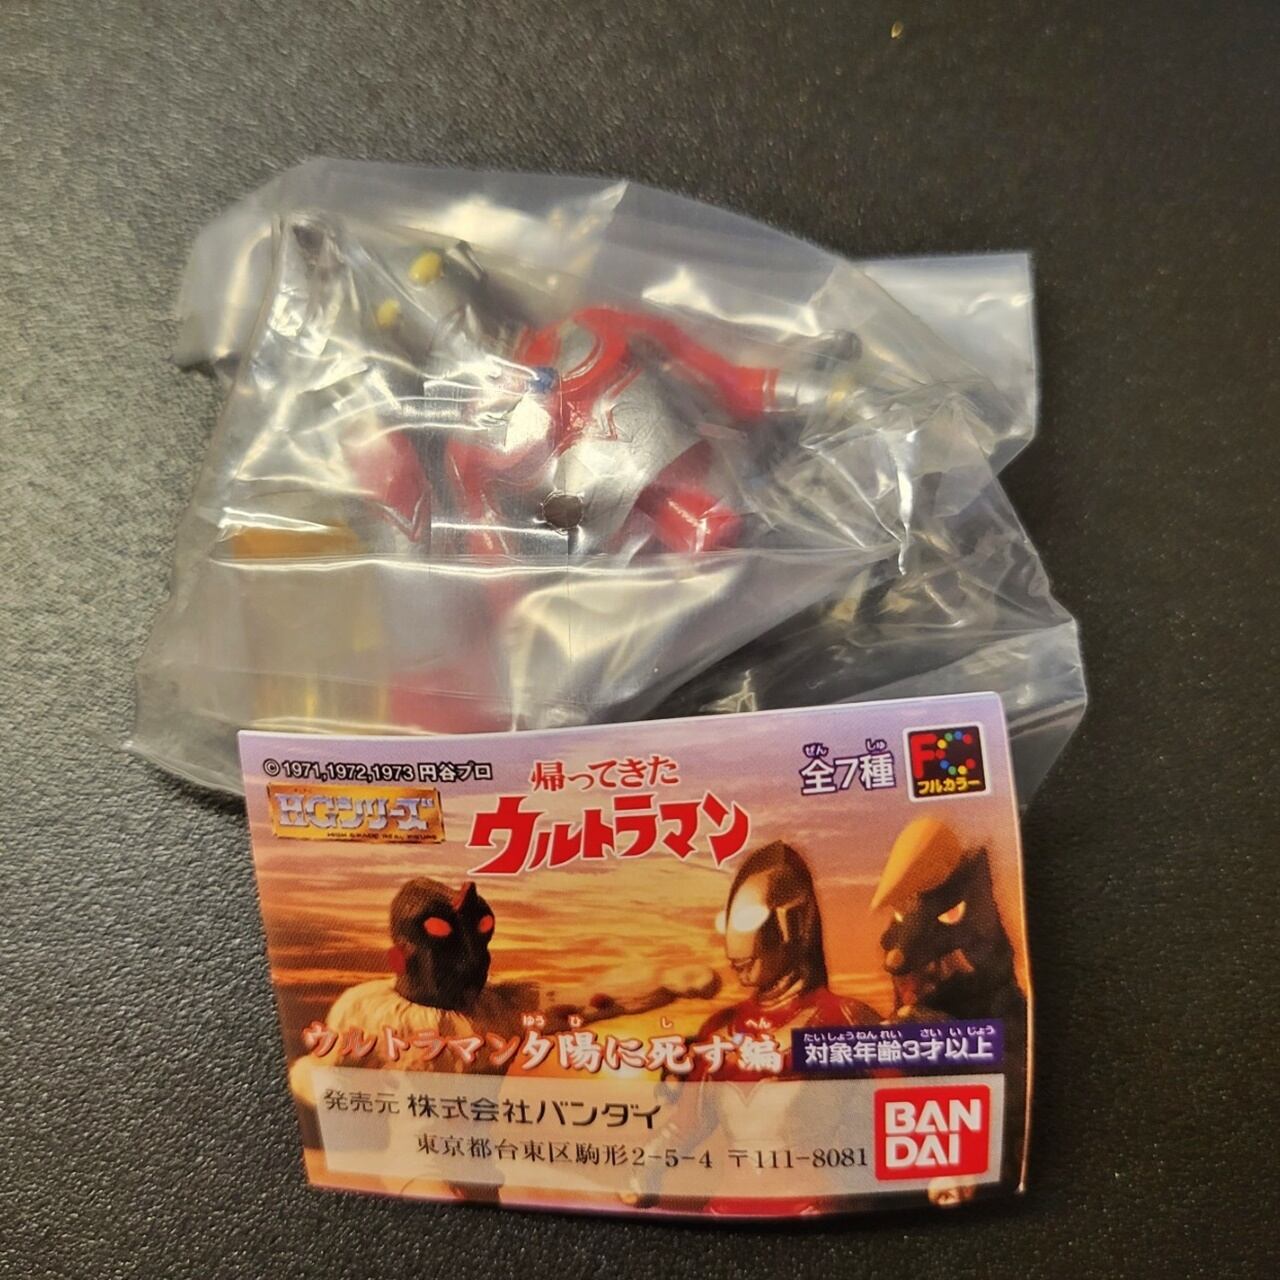 ©1971,1972,1973 円谷プロ
帰ってきた
ウルトラマン
ぜん しゅ
全7種
FC
フルカラー
HGシリーズ
ゆう ひ し へん
ウルトラマン夕陽に死す編
たいしょうねんれい さいいじょう
対象年齢3才以上
発売元 株式会社バンダイ
東京都台東区駒形2-5-4 〒111-8081
BAN
DAI